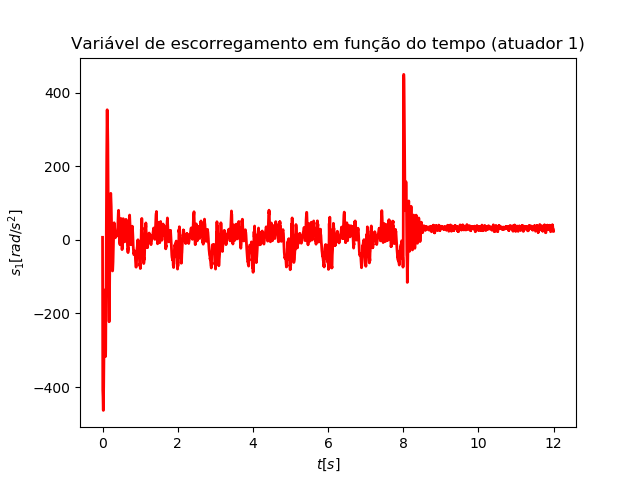 Variável de escorregamento em função do tempo (atuador 1)
400
200
0
−200
−400
s₁[rad/s²]
0 2 4 6 8 10 12
t[s]